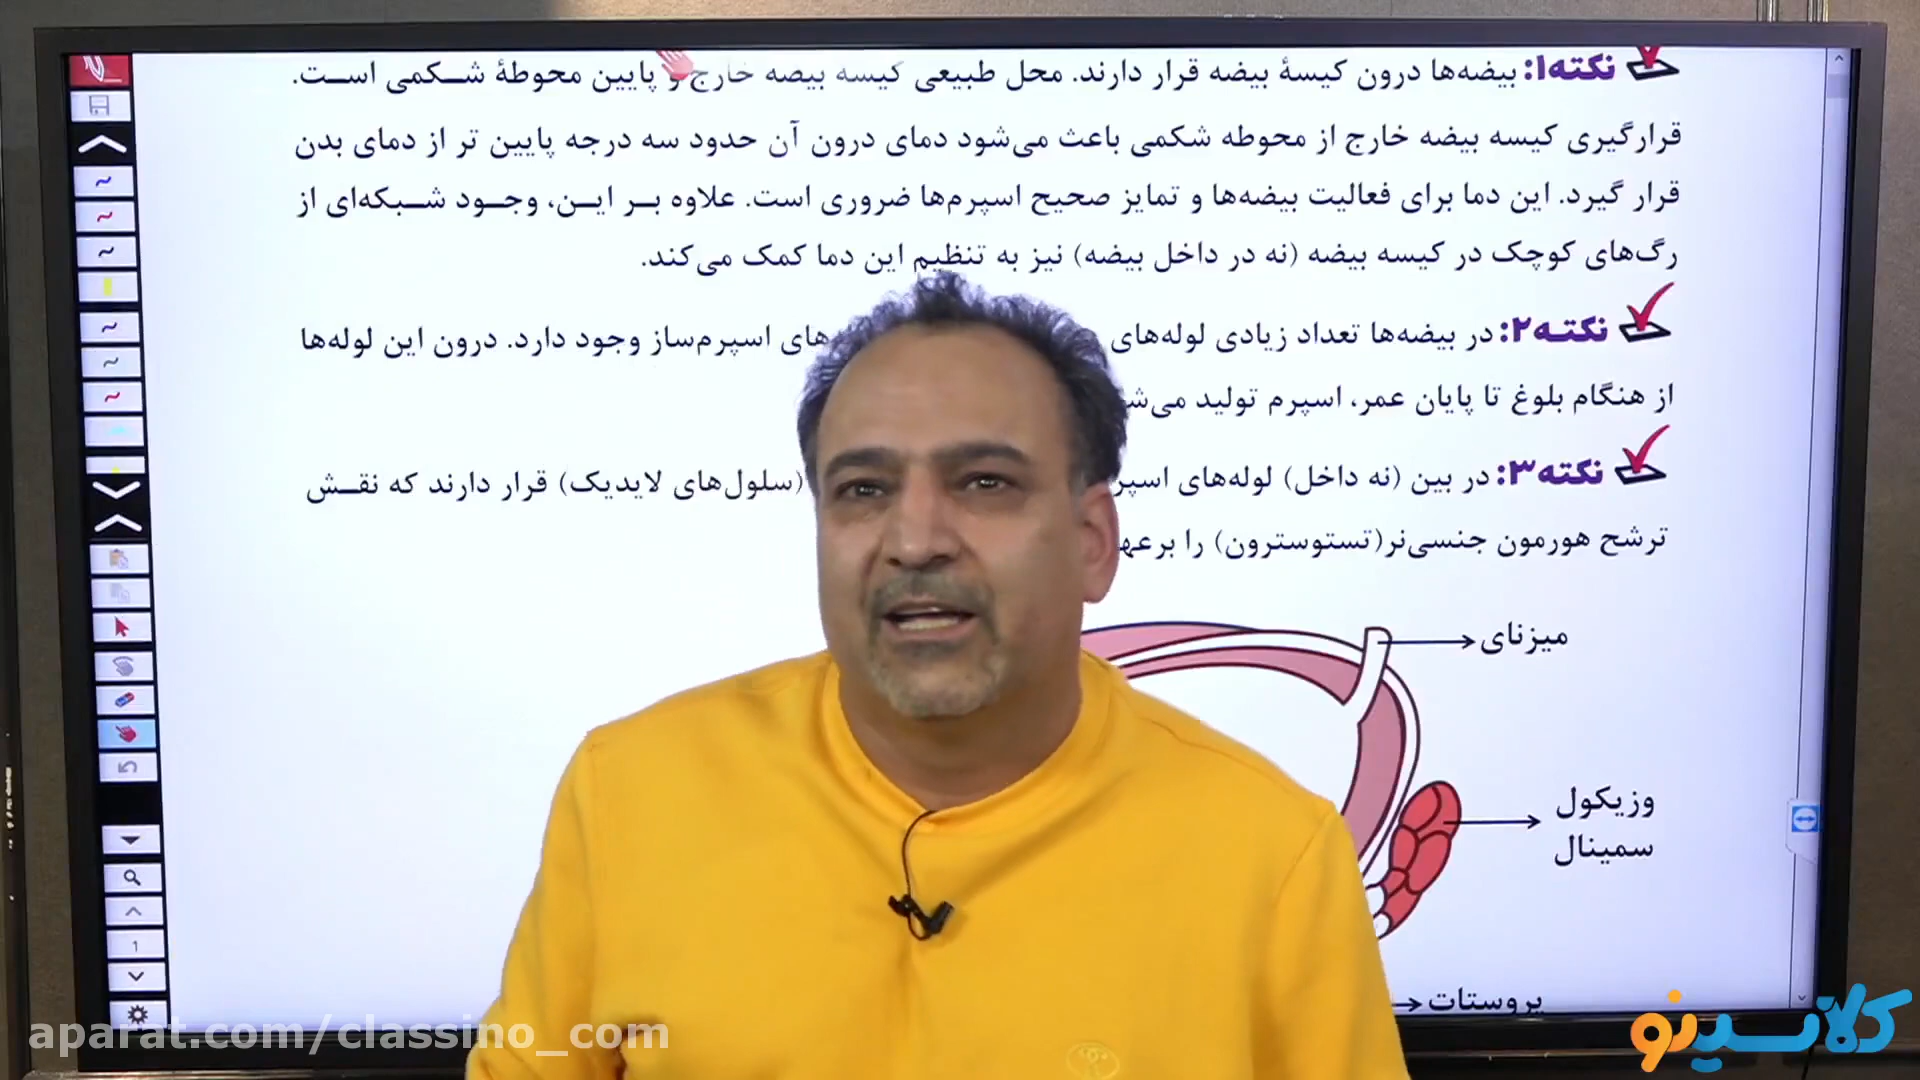 نکته۱: بیضه‌ها درون کیسهٔ بیضه قرار دارند. محل طبیعی کیسه بیضه خارج و پایین محوطهٔ شکمی است.
قرارگیری کیسه بیضه خارج از محوطه شکمی باعث می‌شود دمای درون آن حدود سه درجه پایین تر از دمای بدن
قرار گیرد. این دما برای فعالیت بیضه‌ها و تمایز صحیح اسپرم‌ها ضروری است. علاوه بر این، وجود شبکه‌ای از
رگ‌های کوچک در کیسه بیضه (نه در داخل بیضه) نیز به تنظیم این دما کمک می‌کند.
نکته۲: در بیضه‌ها تعداد زیادی لوله‌های های اسپرم‌ساز وجود دارد. درون این لوله‌ها
از هنگام بلوغ تا پایان عمر، اسپرم تولید
نکته۳: در بین (نه داخل) لوله‌های (سلول‌های لایدیک) قرار دارند که نقش
ترشح هورمون جنسی‌نر(تستوسترون) را
میزنای
وزیکول
سمینال
پروستات
1
aparat.com/classino_com
کلاسینو